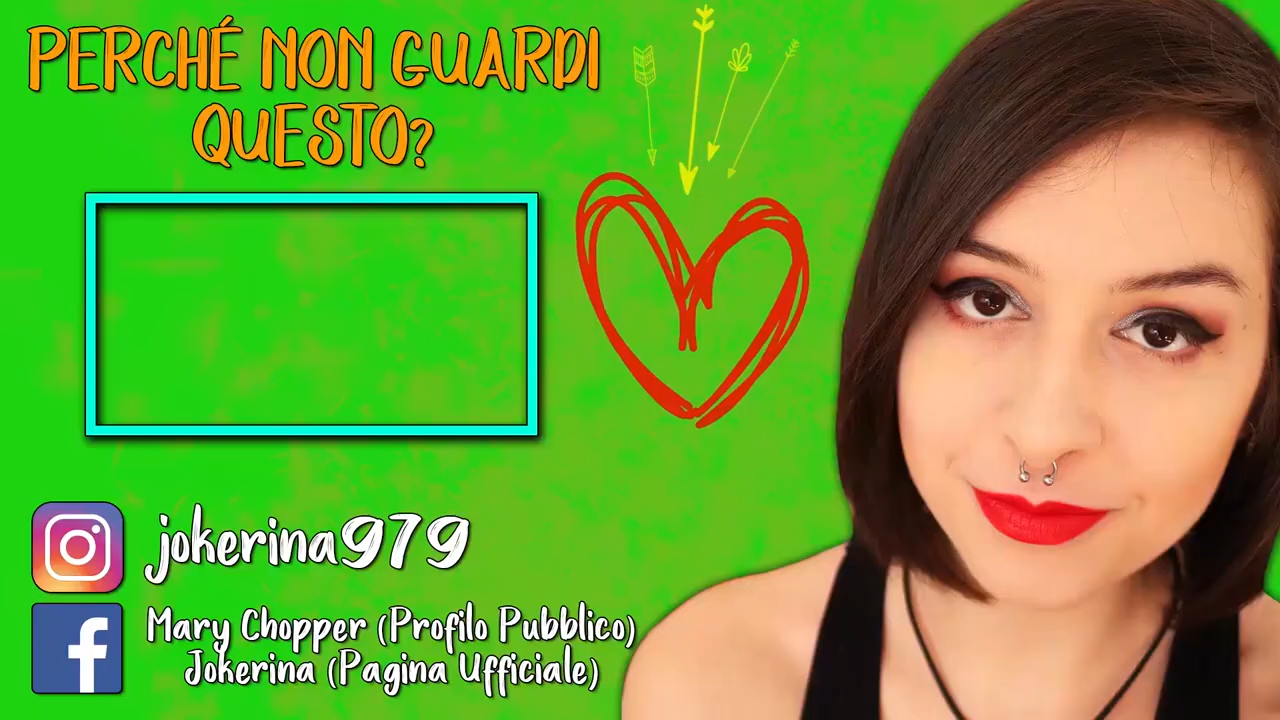 PERCHÉ NON GUARDI
QUESTO?
jokerina979
Mary Chopper (Profilo Pubblico)
Jokerina (Pagina Ufficiale)